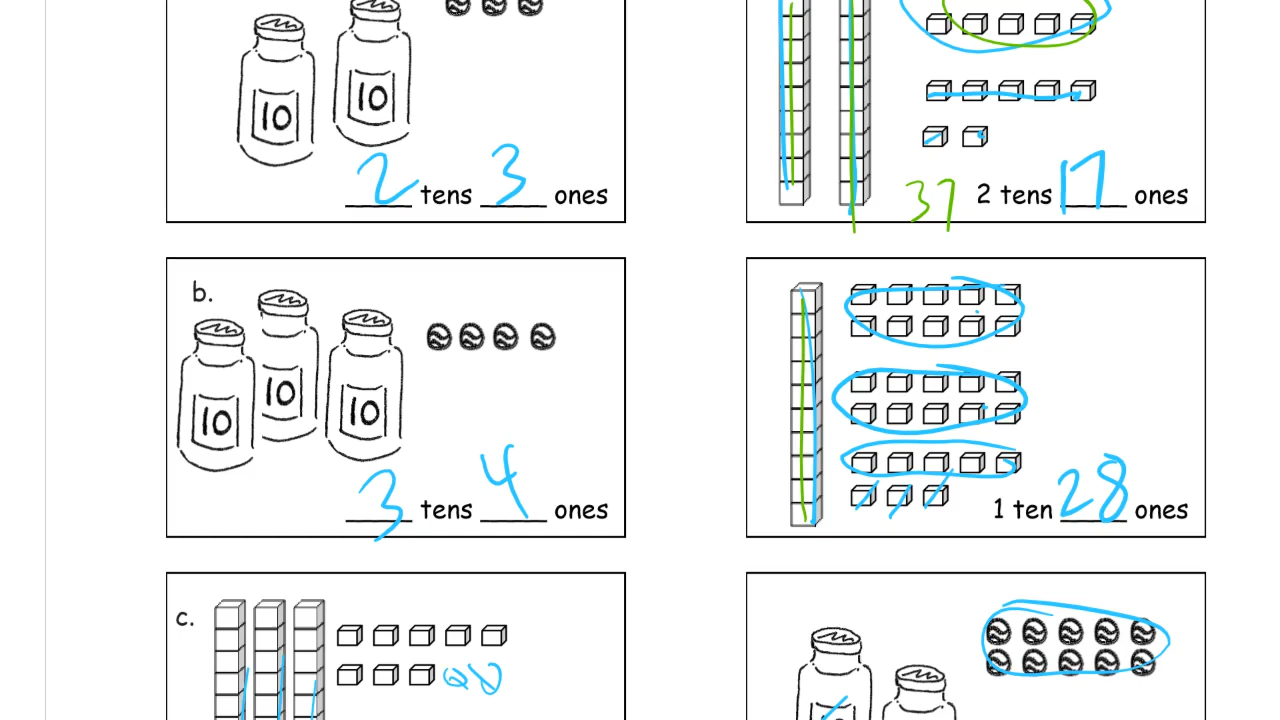 10
10
2 tens 3 ones
37 2 tens 17 ones
b.
10
10
10
3 tens 4 ones
1 ten 28 ones
c.
10